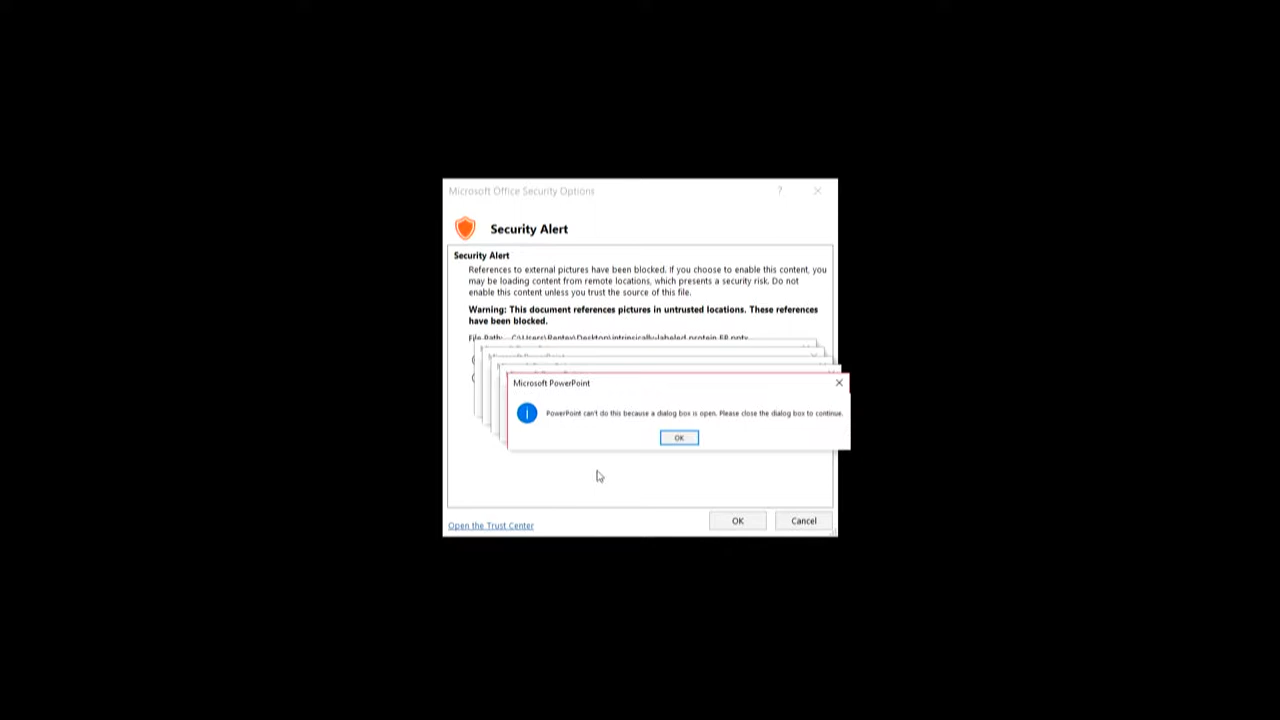 Microsoft Office Security Options
?
Security Alert
Security Alert
References to external pictures have been blocked. If you choose to enable this content, you
may be loading content from remote locations, which presents a security risk. Do not
enable this content unless you trust the source of this file.
Warning: This document references pictures in untrusted locations. These references
have been blocked.
File Path:
Microsoft PowerPoint
PowerPoint can't do this because a dialog box is open. Please close the dialog box to continue.
OK
OK
Cancel
Open the Trust Center